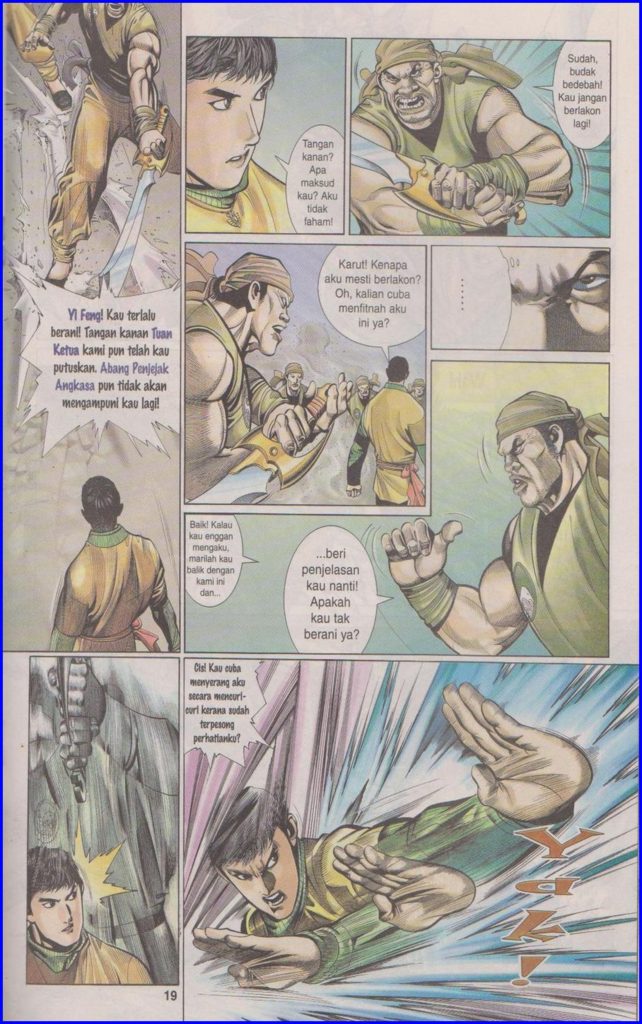 Yi Feng! Kau terlalu
berani! Tangan kanan Tuan
Ketua kami pun telah kau
putuskan. Abang Penjejak
Angkasa pun tidak akan
mengampuni kau lagi!
Tangan
kanan?
Apa
maksud
kau? Aku
tidak
faham!
Sudah,
budak
bedebah!
Kau jangan
berlakon
lagi!
Karut! Kenapa
aku mesti berlakon?
Oh, kalian cuba
menfitnah aku
ini ya?
......
Baik! Kalau
kau enggan
mengaku,
marilah kau
balik dengan
kami ini
dan...
...beri
penjelasan
kau nanti!
Apakah
kau tak
berani ya?
Cis! Kau cuba
menyerang aku
secara mencuri-
curi kerana sudah
terpesong
perhatianku?
Yak!
19